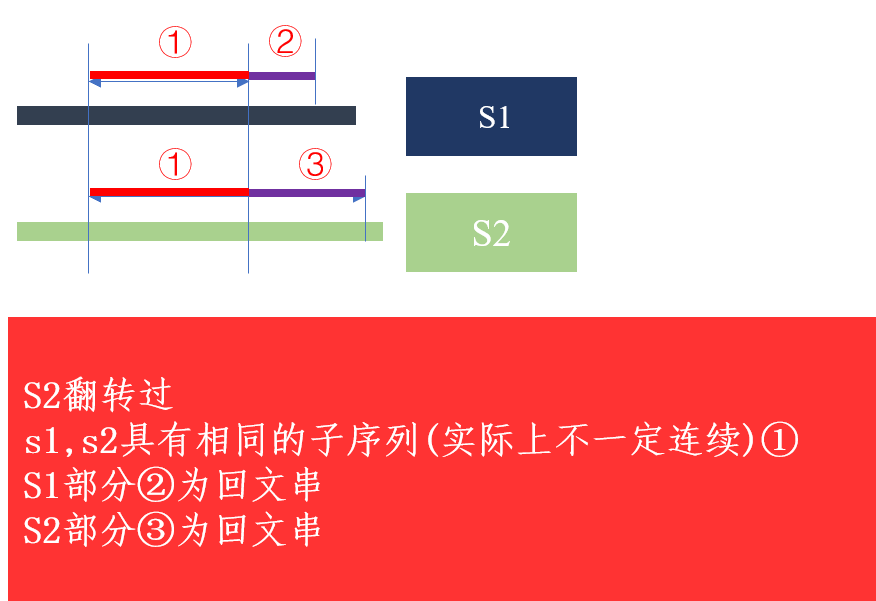 ① ②
S1
① ③
S2
S2翻转过
s1,s2具有相同的子序列(实际上不一定连续)①
S1部分②为回文串
S2部分③为回文串